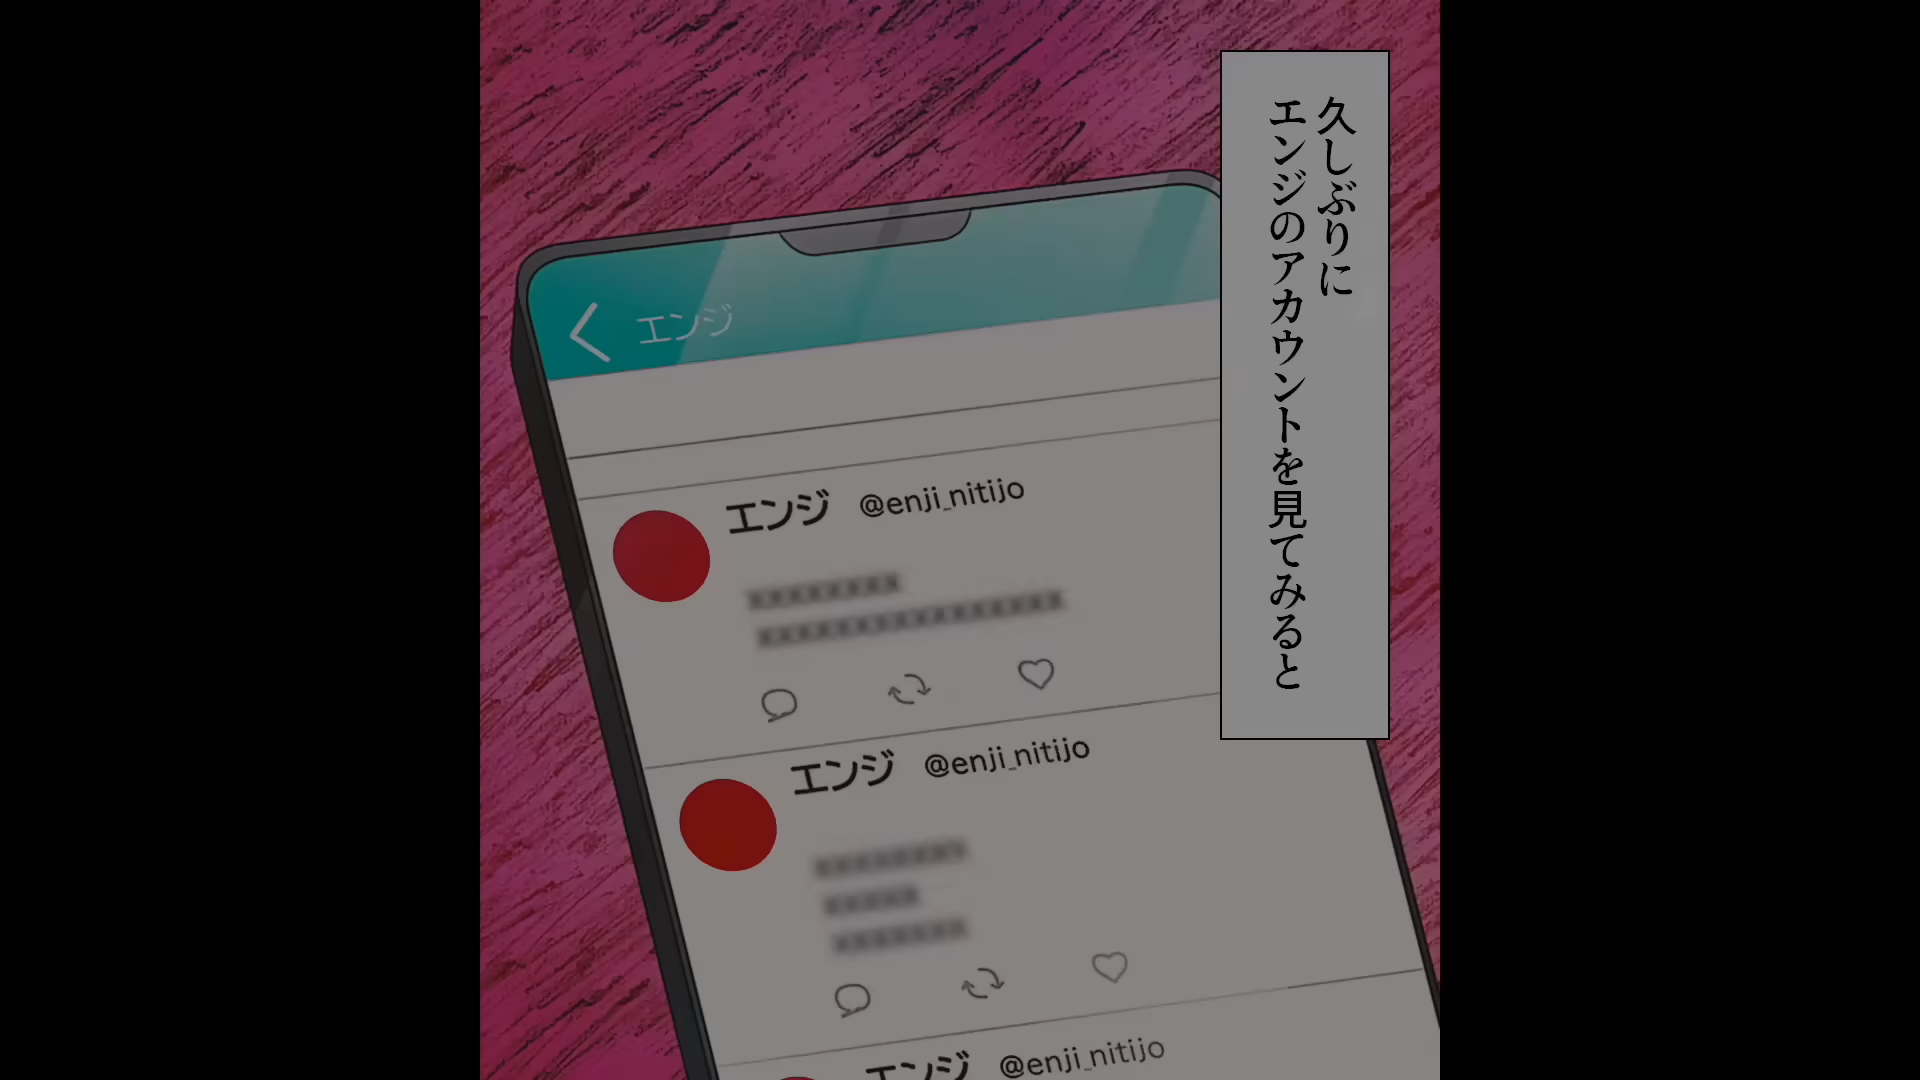 久しぶりに
エンジのアカウントを見てみると
エンジ
エンジ @enji_nitijo
エンジ @enji_nitijo
エンジ @enji_nitijo